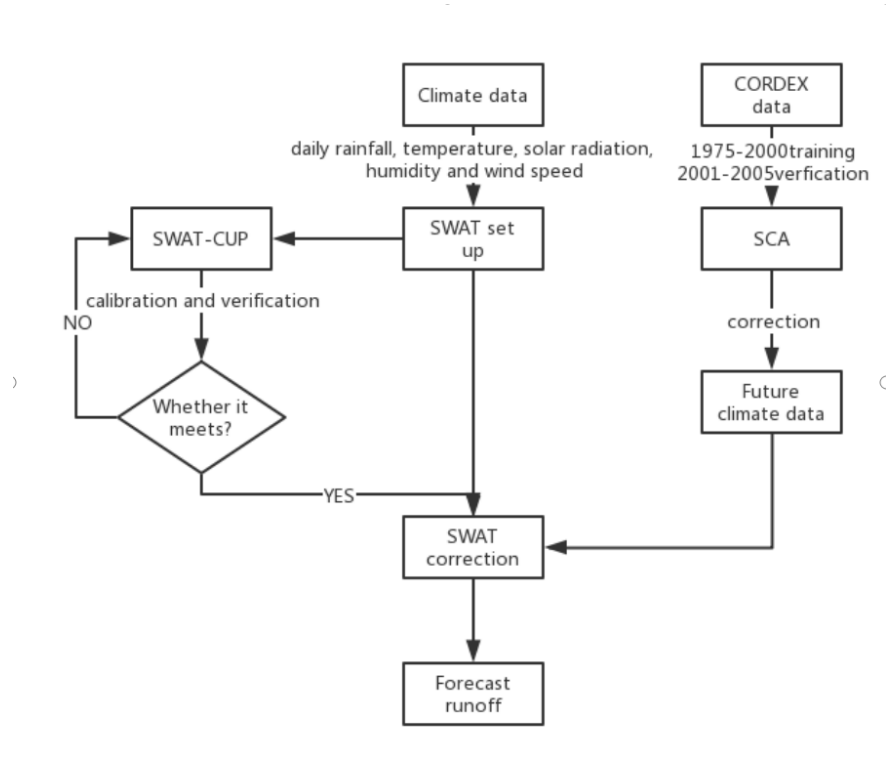 Climate data
CORDEX
data
daily rainfall, temperature, solar radiation,
humidity and wind speed
1975-2000training
2001-2005verfication
SWAT-CUP
SWAT set
up
SCA
calibration and verification
NO
correction
Whether it
meets?
Future
climate data
YES
SWAT
correction
Forecast
runoff